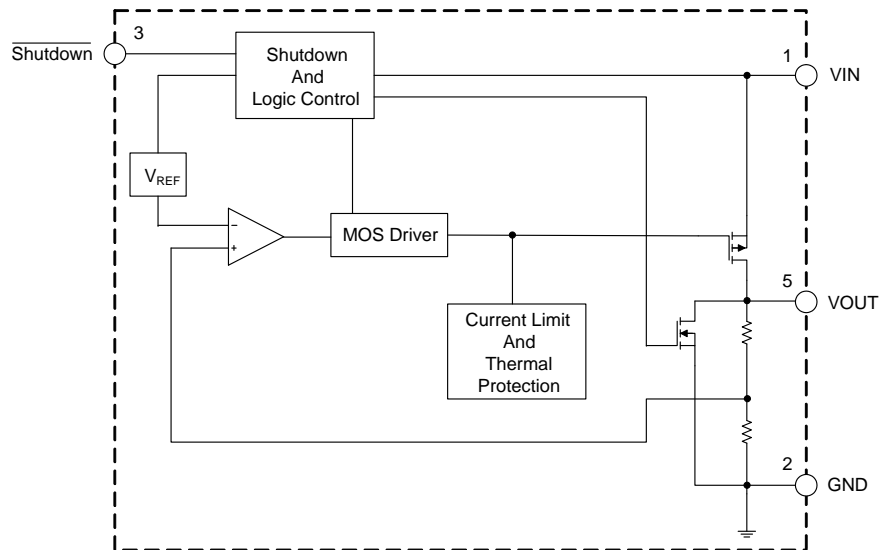 3
Shutdown
Shutdown
And
Logic Control
1
VIN
VREF
−
+
MOS Driver
5
VOUT
Current Limit
And
Thermal
Protection
2
GND